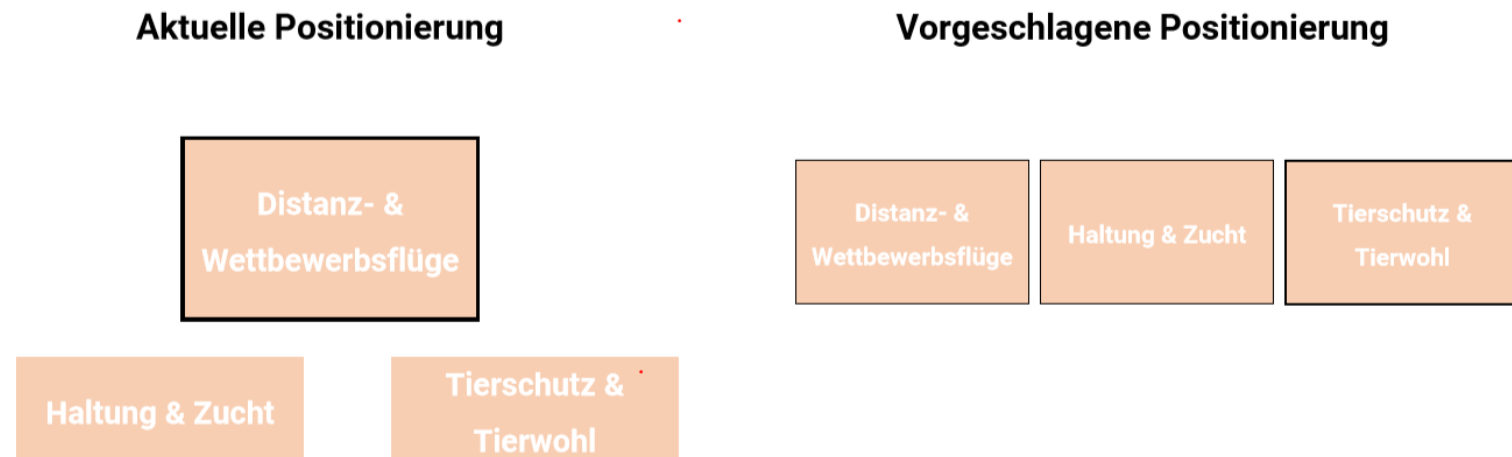 Aktuelle Positionierung
Vorgeschlagene Positionierung
Distanz- &
Wettbewerbsflüge
Haltung & Zucht
Tierschutz &
Tierwohl
Distanz- &
Wettbewerbsflüge
Haltung & Zucht
Tierschutz &
Tierwohl